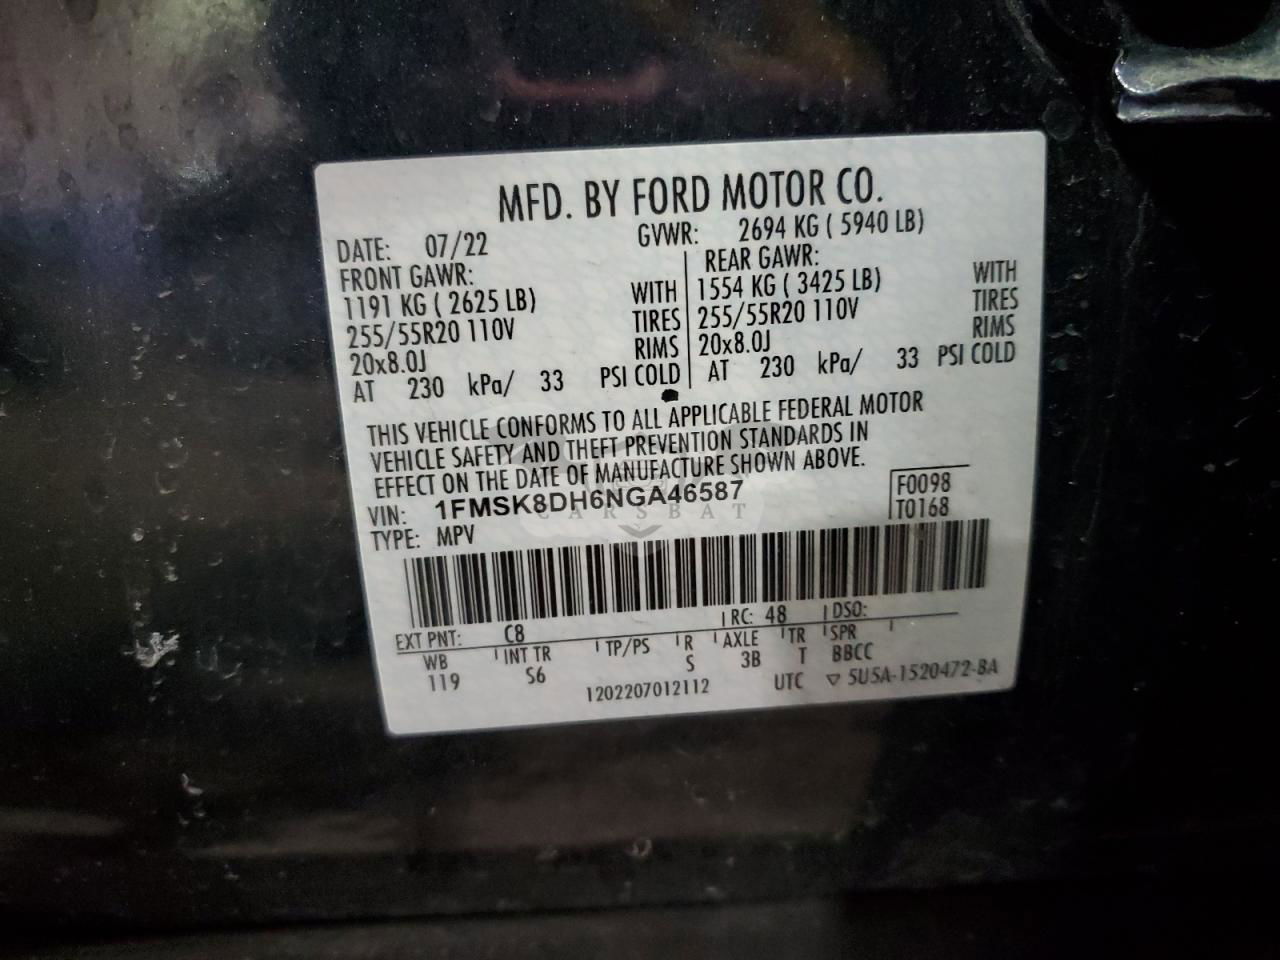 MFD. BY FORD MOTOR CO.
DATE: 07/22 GVWR: 2694 KG ( 5940 LB)
FRONT GAWR: REAR GAWR:
1191 KG ( 2625 LB) WITH 1554 KG ( 3425 LB) WITH
255/55R20 110V TIRES 255/55R20 110V TIRES
20x8.0J RIMS 20x8.0J RIMS
AT 230 kPa/ 33 PSI COLD AT 230 kPa/ 33 PSI COLD
THIS VEHICLE CONFORMS TO ALL APPLICABLE FEDERAL MOTOR
VEHICLE SAFETY AND THEFT PREVENTION STANDARDS IN
EFFECT ON THE DATE OF MANUFACTURE SHOWN ABOVE.
VIN: 1FMSK8DH6NGA46587 F0098
CARSBAT
TYPE: MPV T0168
EXT PNT: C8 RC: 48 DSO:
WB INT TR TP/PS R AXLE TR SPR
119 S6 S 3B T BBCC
1202207012112 UTC ▽ 5U5A-1520472-BA